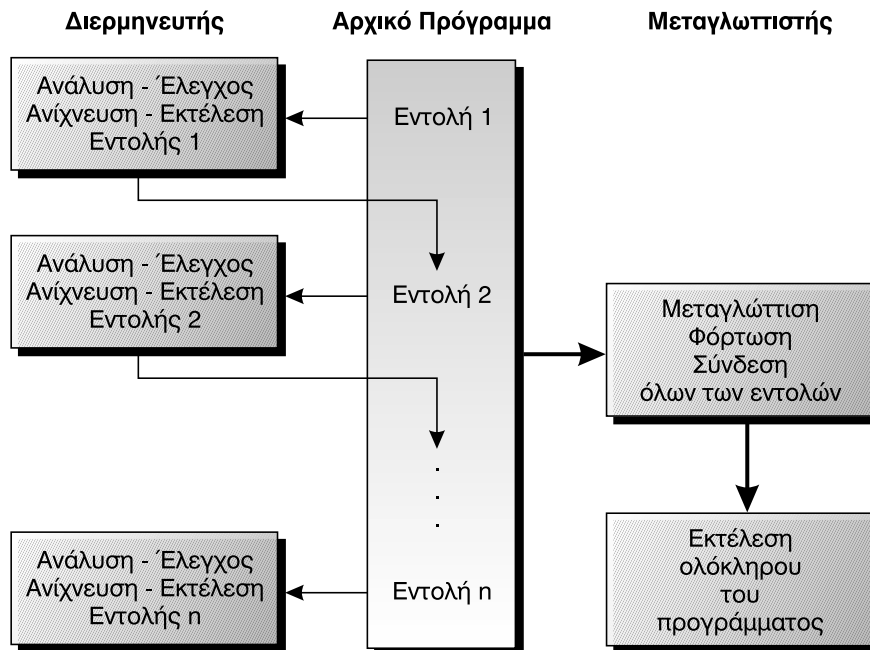 Διερμηνευτής
Αρχικό Πρόγραμμα
Μεταγλωττιστής
Ανάλυση - Έλεγχος
Ανίχνευση - Εκτέλεση
Εντολής 1
Εντολή 1
Ανάλυση - Έλεγχος
Ανίχνευση - Εκτέλεση
Εντολής 2
Εντολή 2
Μεταγλώττιση
Φόρτωση
Σύνδεση
όλων των εντολών
.
.
.
Ανάλυση - Έλεγχος
Ανίχνευση - Εκτέλεση
Εντολής n
Εντολή n
Εκτέλεση
ολόκληρου
του
προγράμματος